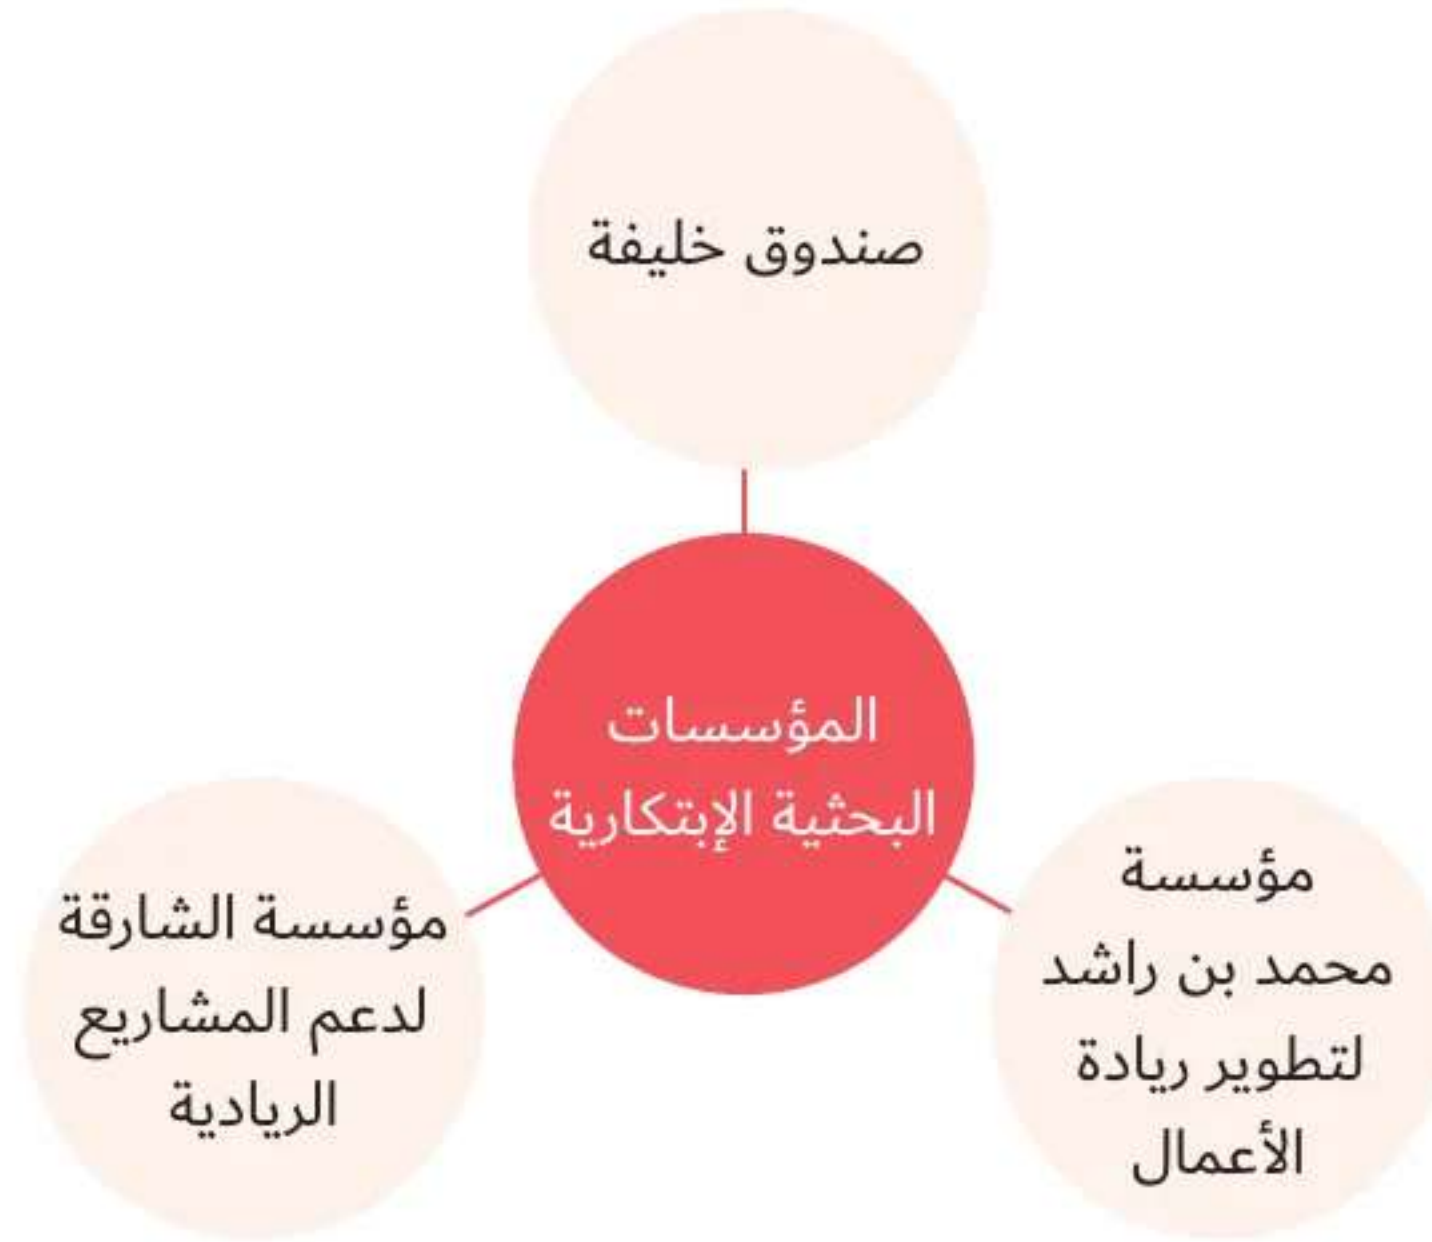 صندوق خليفة
المؤسسات
البحثية الإبتكارية
مؤسسة
محمد بن راشد
لتطوير ريادة
الأعمال
مؤسسة الشارقة
لدعم المشاريع
الريادية